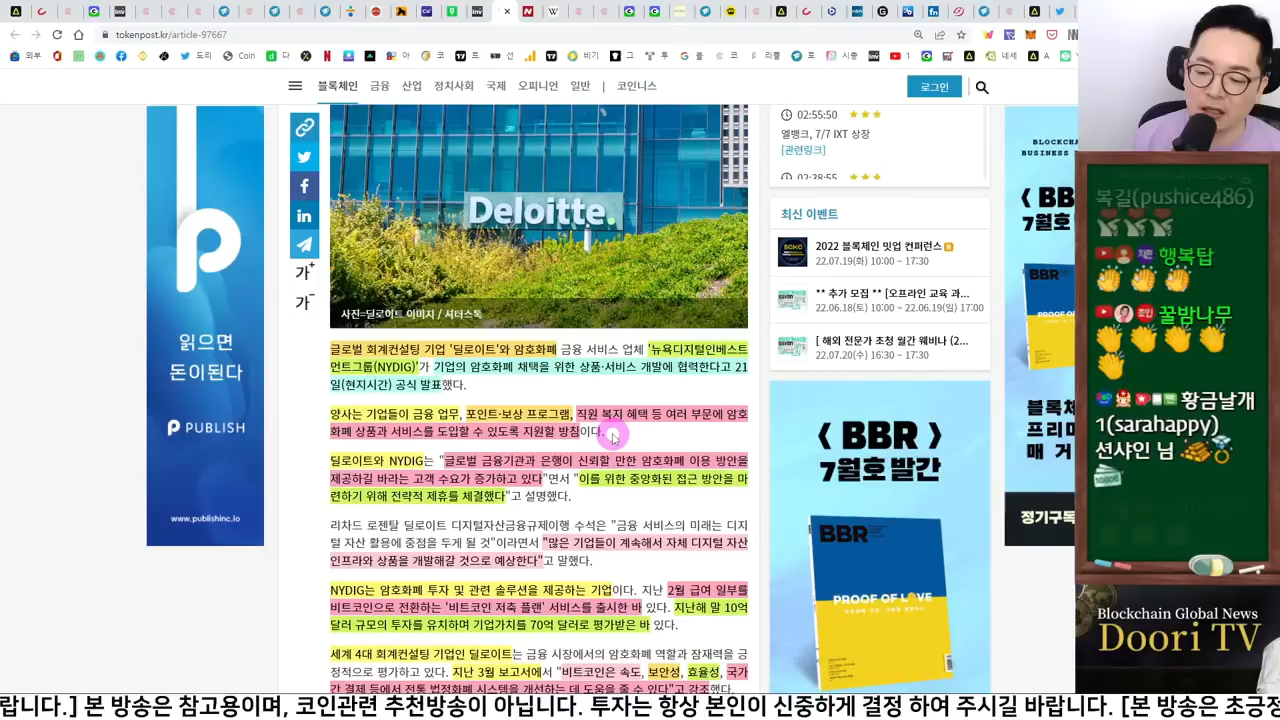 tokenpost.kr/article-97667
외부
도리
Coin
블록체인
금융
산업
정치사회
국제
오피니언
일반
|
코인니스
로그인
가+
가-
Deloitte.
사진=딜로이트 이미지 / 셔터스톡
글로벌 회계컨설팅 기업 '딜로이트'와 암호화폐 금융 서비스 업체 '뉴욕디지털인베스트
먼트그룹(NYDIG)'가 기업의 암호화폐 채택을 위한 상품·서비스 개발에 협력한다고 21
일(현지시간) 공식 발표했다.
양사는 기업들이 금융 업무, 포인트·보상 프로그램, 직원 복지 혜택 등 여러 부문에 암호
화폐 상품과 서비스를 도입할 수 있도록 지원할 방침이다.
딜로이트와 NYDIG는 "글로벌 금융기관과 은행이 신뢰할 만한 암호화폐 이용 방안을
제공하길 바라는 고객 수요가 증가하고 있다"면서 "이를 위한 중앙화된 접근 방안을 마
련하기 위해 전략적 제휴를 체결했다"고 설명했다.
리차드 로젠탈 딜로이트 디지털자산금융규제이행 수석은 "금융 서비스의 미래는 디지
털 자산 활용에 중점을 두게 될 것"이라면서 "많은 기업들이 계속해서 자체 디지털 자산
인프라와 상품을 개발해갈 것으로 예상한다"고 말했다.
NYDIG는 암호화폐 투자 및 관련 솔루션을 제공하는 기업이다. 지난 2월 급여 일부를
비트코인으로 전환하는 '비트코인 저축 플랜' 서비스를 출시한 바 있다. 지난해 말 10억
달러 규모의 투자를 유치하며 기업가치를 70억 달러로 평가받은 바 있다.
세계 4대 회계컨설팅 기업인 딜로이트는 금융 시장에서의 암호화폐 역할과 잠재력을 긍
정적으로 평가하고 있다. 지난 3월 보고서에서 "비트코인은 속도, 보안성, 효율성, 국가
간 결제 등에서 전통 법정화폐 시스템을 개선하는 데 도움을 줄 수 있다"고 강조했다.
읽으면
돈이된다
PUBLISH
www.publishinc.io
02:55:50
엘뱅크, 7/7 IXT 상장
[관련링크]
02:38:55
최신 이벤트
2022 블록체인 밋업 컨퍼런스
22.07.19(화) 10:00 ~ 17:30
** 추가 모집 ** [오프라인 교육 과...
22.06.18(토) 10:00 ~ 22.06.19(일) 17:00
[ 해외 전문가 초청 월간 웨비나 (2...
22.07.20(수) 16:30 ~ 17:30
〈 BBR 〉
7월호 발간
BBR
PROOF OF LOVE
BLOCKCH
BUSINESS
〈 BB
7월호
BBR
블록체
프리미
매 거
정기구독
복길(pushice486)
행복탑
꿀밤나무
황금날개
1(sarahappy)
션샤인 님
Blockchain Global News
Doori TV
랍니다.] 본 방송은 참고용이며, 코인관련 추천방송이 아닙니다. 투자는 항상 본인이 신중하게 결정 하여 주시길 바랍니다. [본 방송은 초긍정